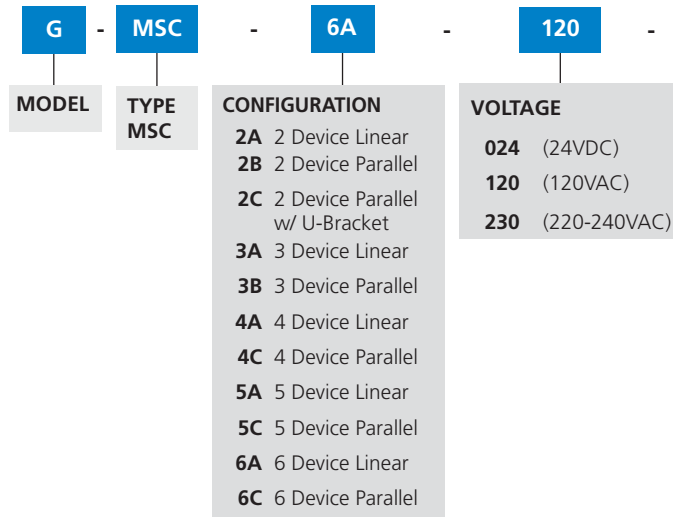 G - MSC - 6A - 120 -
MODEL
TYPE
MSC
CONFIGURATION
2A 2 Device Linear
2B 2 Device Parallel
2C 2 Device Parallel
w/ U-Bracket
3A 3 Device Linear
3B 3 Device Parallel
4A 4 Device Linear
4C 4 Device Parallel
5A 5 Device Linear
5C 5 Device Parallel
6A 6 Device Linear
6C 6 Device Parallel
VOLTAGE
024 (24VDC)
120 (120VAC)
230 (220-240VAC)